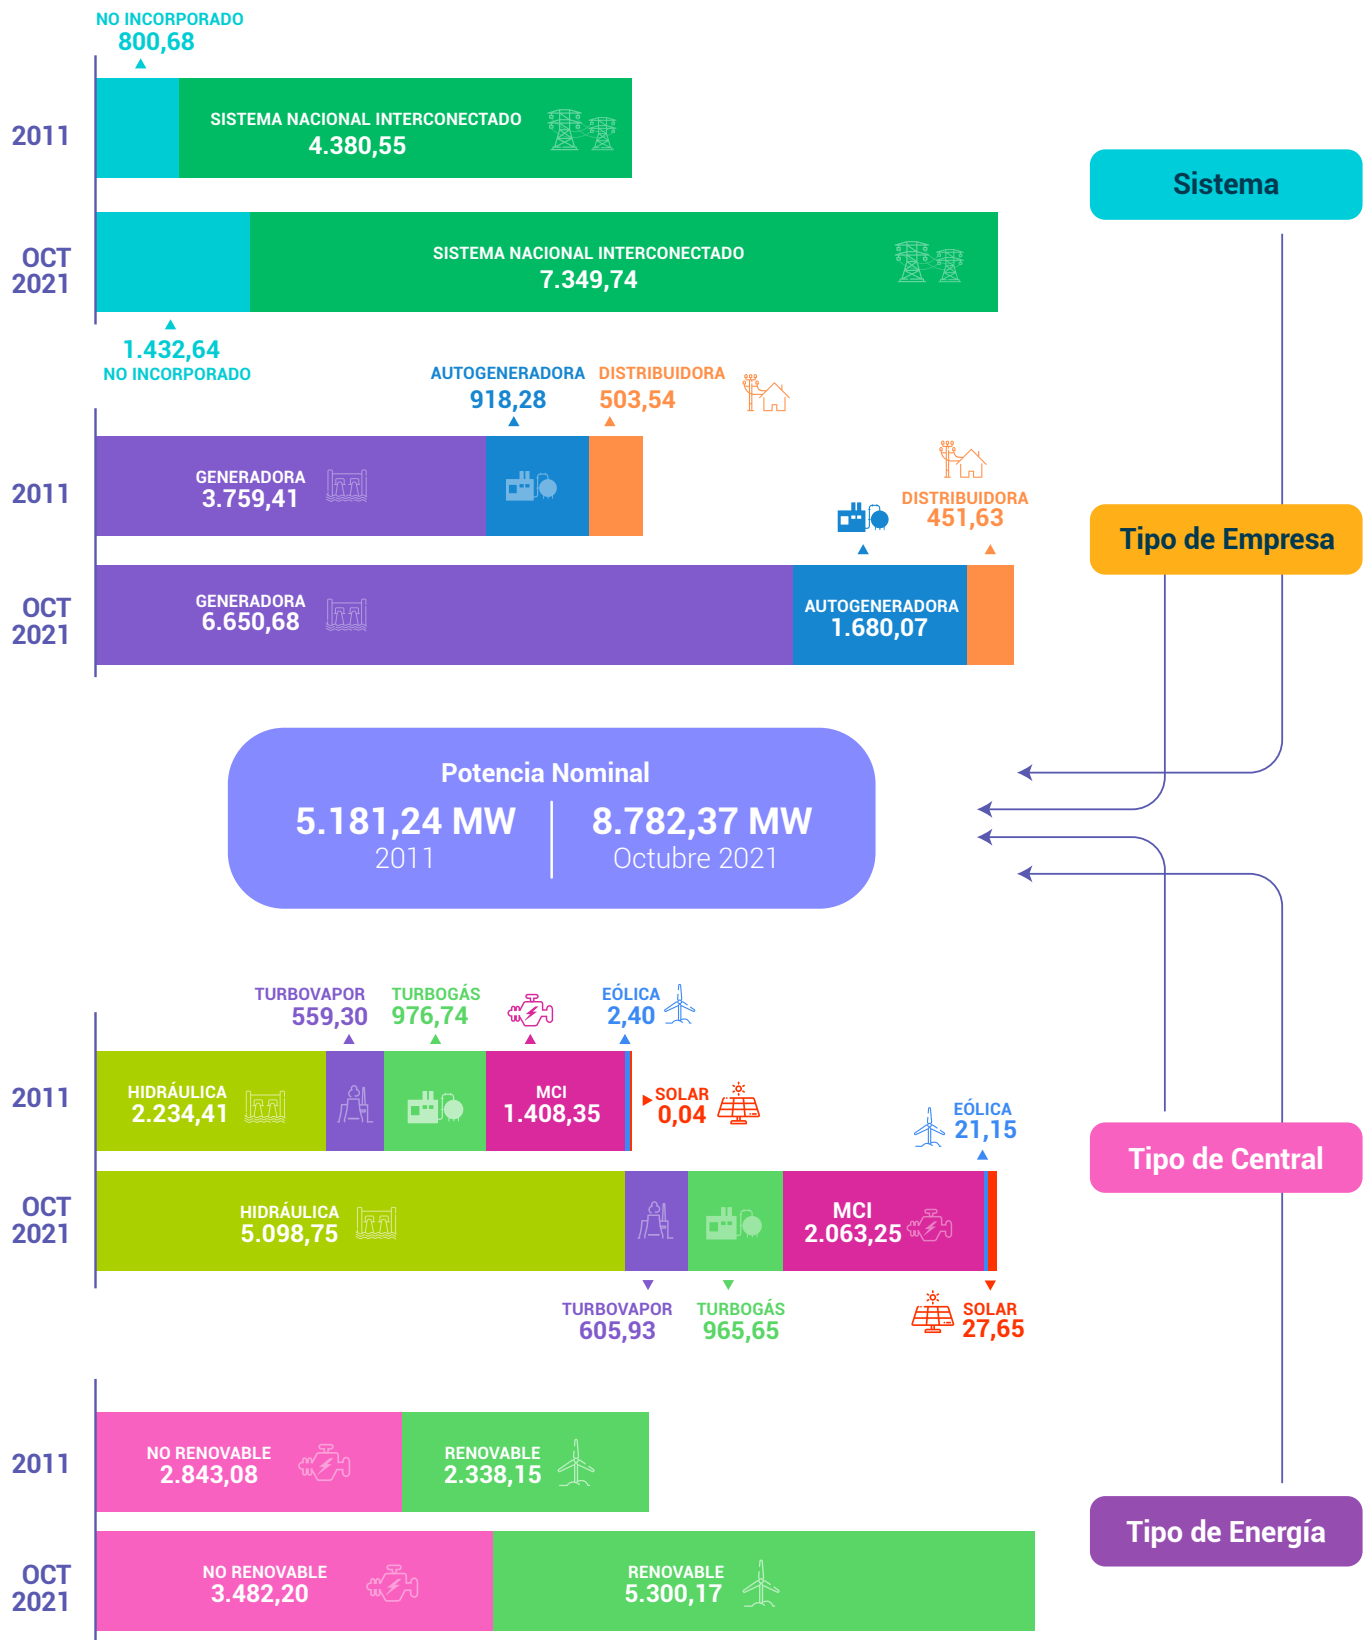 NO INCORPORADO
800,68
2011
SISTEMA NACIONAL INTERCONECTADO
4.380,55
Sistema
OCT
2021
SISTEMA NACIONAL INTERCONECTADO
7.349,74
1.432,64
NO INCORPORADO
AUTOGENERADORA
918,28
DISTRIBUIDORA
503,54
2011
GENERADORA
3.759,41
DISTRIBUIDORA
451,63
Tipo de Empresa
OCT
2021
GENERADORA
6.650,68
AUTOGENERADORA
1.680,07
Potencia Nominal
5.181,24 MW
2011
8.782,37 MW
Octubre 2021
TURBOVAPOR
559,30
TURBOGÁS
976,74
EÓLICA
2,40
2011
HIDRÁULICA
2.234,41
MCI
1.408,35
SOLAR
0,04
EÓLICA
21,15
Tipo de Central
OCT
2021
HIDRÁULICA
5.098,75
MCI
2.063,25
TURBOVAPOR
605,93
TURBOGÁS
965,65
SOLAR
27,65
2011
NO RENOVABLE
2.843,08
RENOVABLE
2.338,15
Tipo de Energía
OCT
2021
NO RENOVABLE
3.482,20
RENOVABLE
5.300,17